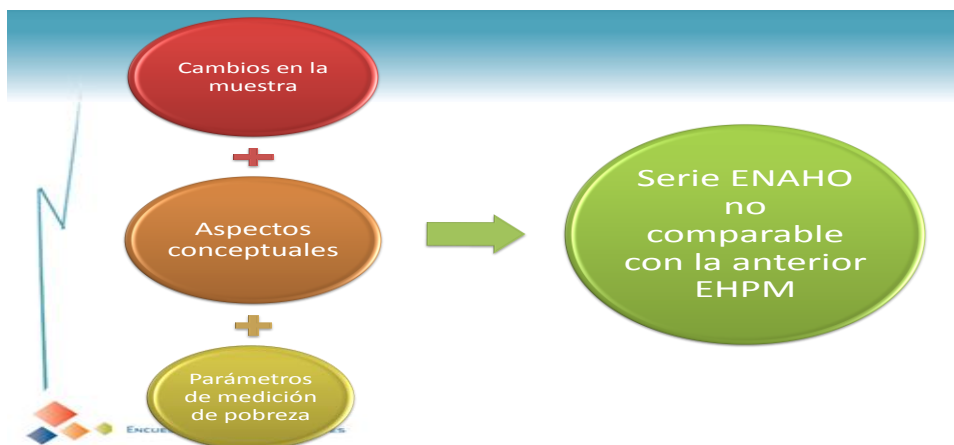 Cambios en la
muestra
Aspectos
conceptuales
Parámetros
de medición
de pobreza
Serie ENAHO
no
comparable
con la anterior
EHPM